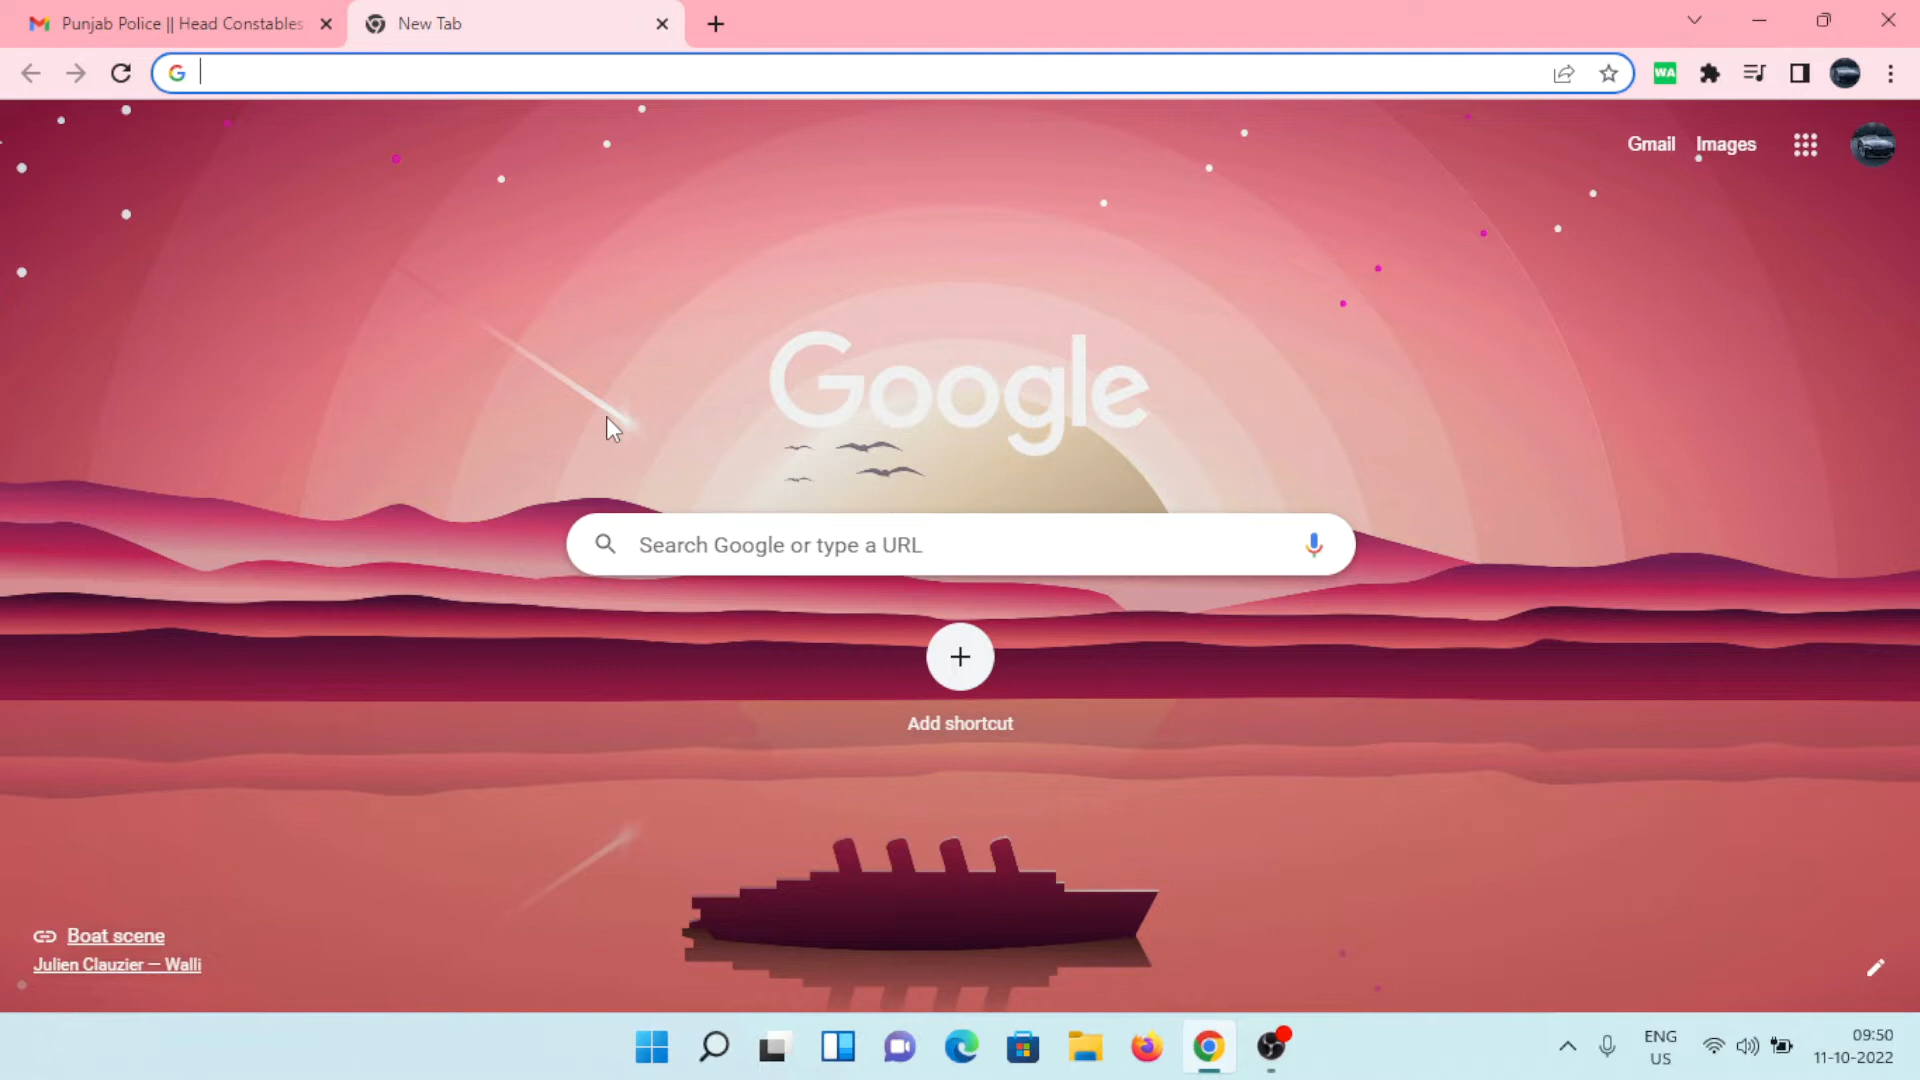 Punjab Police || Head Constables
New Tab
WA
Gmail
Images
Google
Search Google or type a URL
Add shortcut
Boat scene
Julien Clauzier — Walli
ENG
US
09:50
11-10-2022